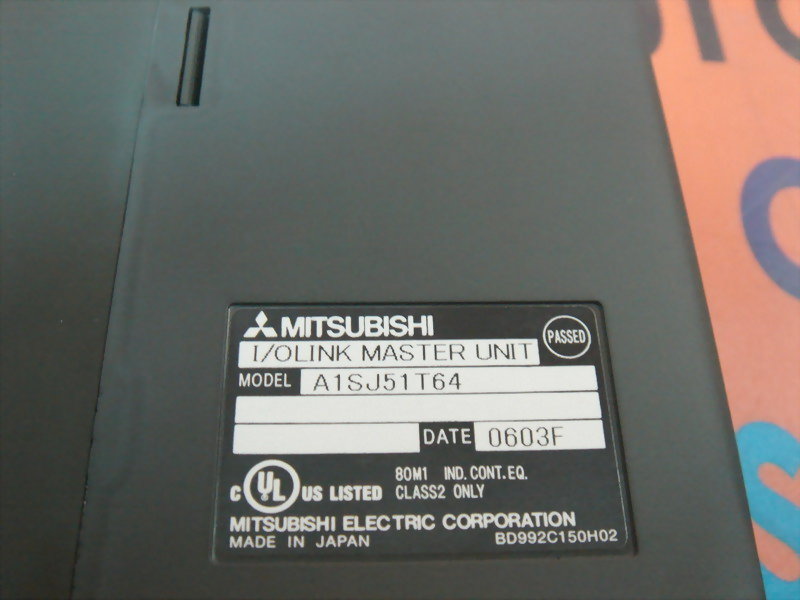 MITSUBISHI
PASSED
I/OLINK MASTER UNIT
MODEL A1SJ51T64
DATE 0603F
C UL US LISTED
80M1 IND.CONT.EQ.
CLASS2 ONLY
MITSUBISHI ELECTRIC CORPORATION
MADE IN JAPAN
BD992C150H02